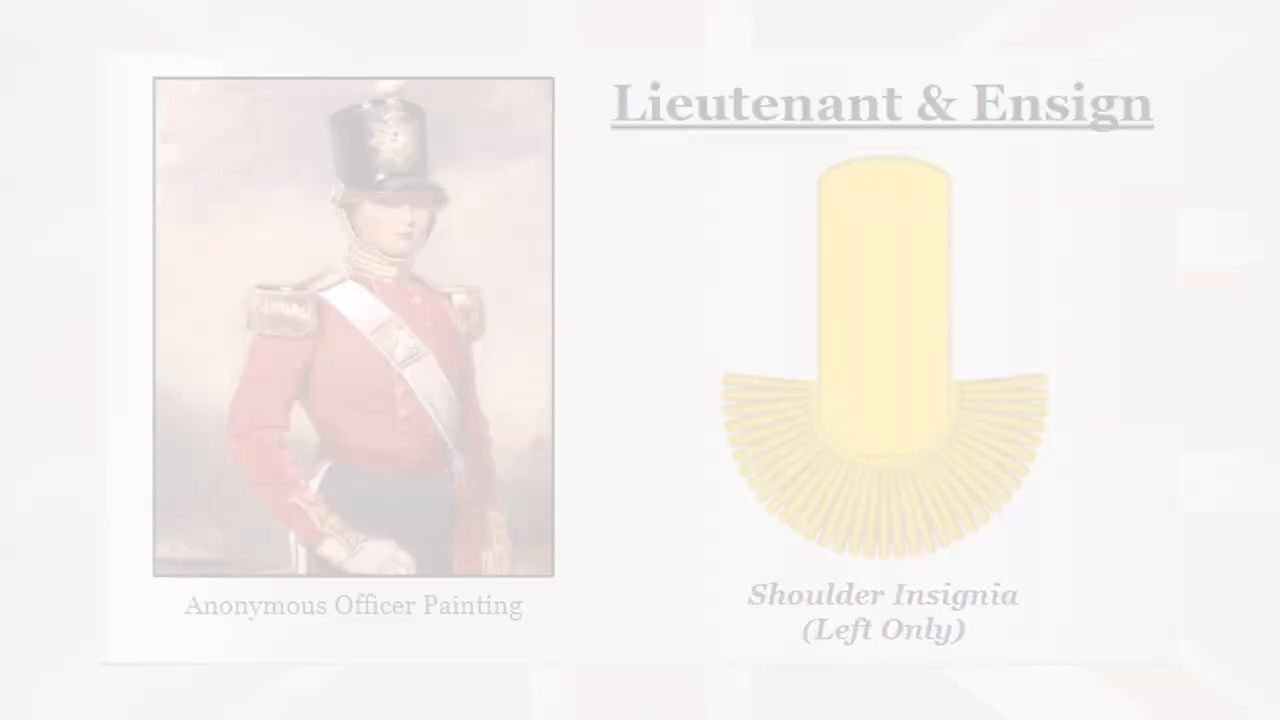 Lieutenant & Ensign
Anonymous Officer Painting
Shoulder Insignia
(Left Only)